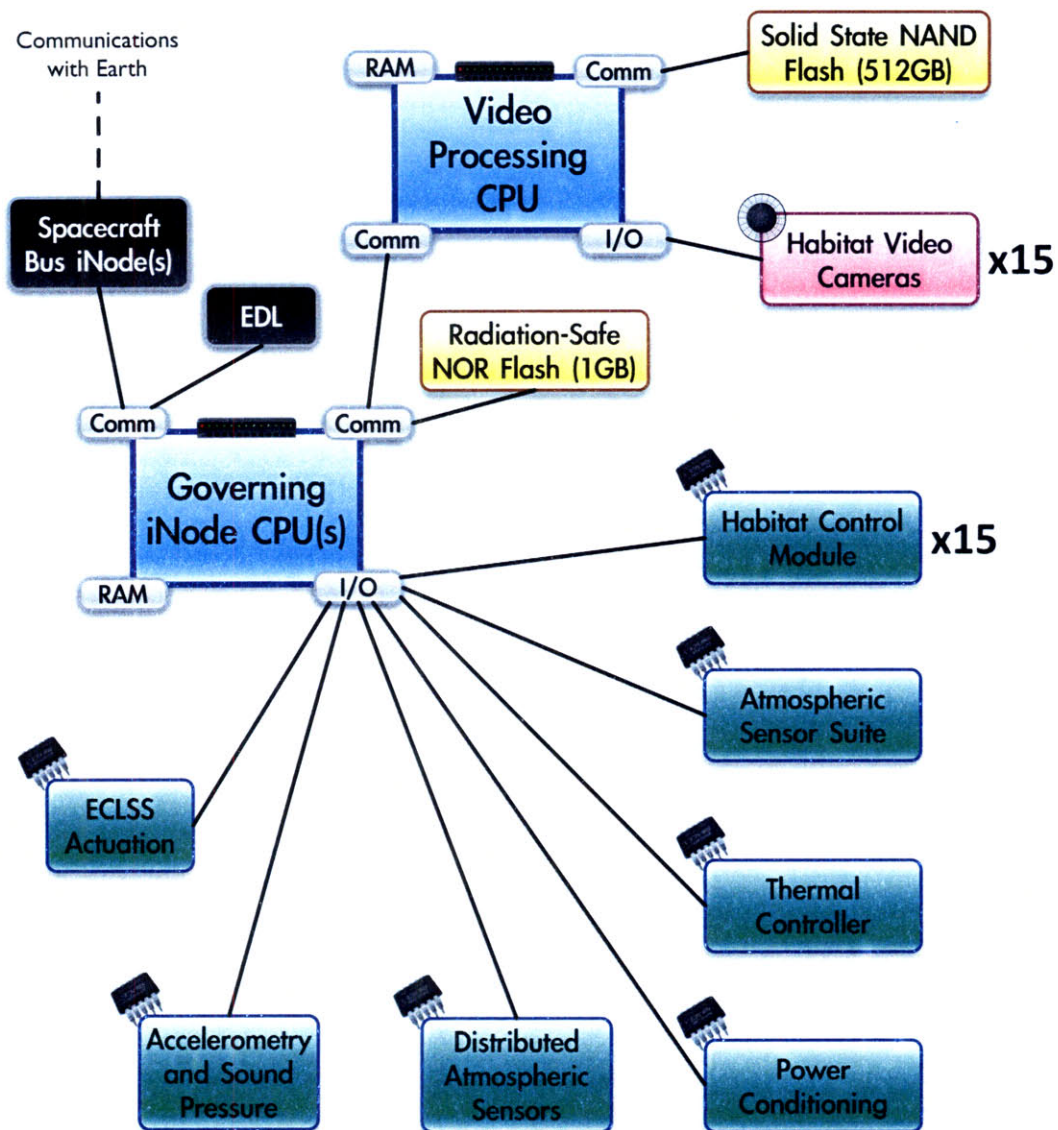 Communications
with Earth
RAM
Comm
Solid State NAND
Flash (512GB)
Video
Processing
CPU
Spacecraft
Bus iNode(s)
Comm
I/O
Habitat Video
Cameras
x15
EDL
Radiation-Safe
NOR Flash (1GB)
Comm
Comm
Governing
iNode CPU(s)
Habitat Control
Module
x15
RAM
I/O
Atmospheric
Sensor Suite
ECLSS
Actuation
Thermal
Controller
Accelerometry
and Sound
Pressure
Distributed
Atmospheric
Sensors
Power
Conditioning